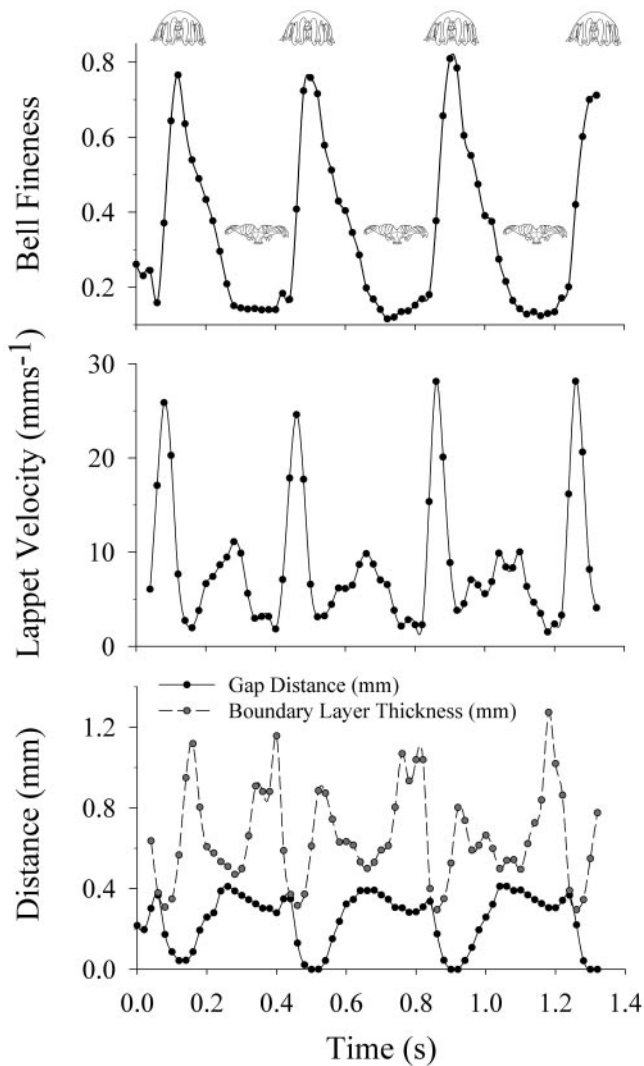 0.8
0.6
0.4
0.2
Bell Fineness
30
20
10
0
Lappet Velocity (mms-1)
Gap Distance (mm)
Boundary Layer Thickness (mm)
1.2
0.8
0.4
0.0
Distance (mm)
0.0 0.2 0.4 0.6 0.8 1.0 1.2 1.4
Time (s)